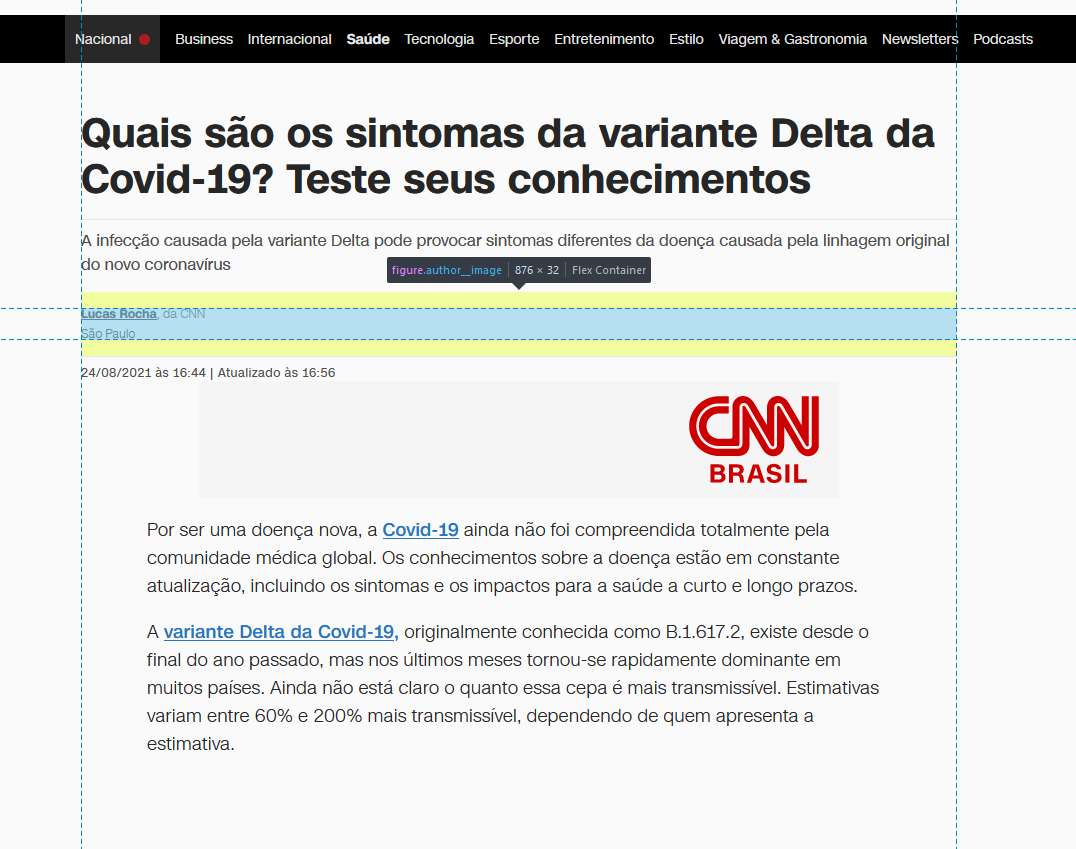 Nacional Business Internacional Saúde Tecnologia Esporte Entretenimento Estilo Viagem & Gastronomia Newsletters Podcasts
Quais são os sintomas da variante Delta da
Covid-19? Teste seus conhecimentos
A infecção causada pela variante Delta pode provocar sintomas diferentes da doença causada pela linhagem original
do novo coronavírus
figure.author__image 876 × 32 Flex Container
Lucas Rocha, da CNN
São Paulo
24/08/2021 às 16:44 | Atualizado às 16:56
CNN
BRASIL
Por ser uma doença nova, a Covid-19 ainda não foi compreendida totalmente pela
comunidade médica global. Os conhecimentos sobre a doença estão em constante
atualização, incluindo os sintomas e os impactos para a saúde a curto e longo prazos.
A variante Delta da Covid-19, originalmente conhecida como B.1.617.2, existe desde o
final do ano passado, mas nos últimos meses tornou-se rapidamente dominante em
muitos países. Ainda não está claro o quanto essa cepa é mais transmissível. Estimativas
variam entre 60% e 200% mais transmissível, dependendo de quem apresenta a
estimativa.